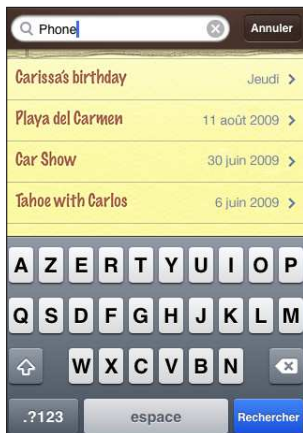 Phone Annuler
Carissa's birthday Jeudi
Playa del Carmen 11 août 2009
Car Show 30 juin 2009
Tahoe with Carlos 6 juin 2009
A Z E R T Y U I O P
Q S D F G H J K L M
W X C V B N
.?123 espace Rechercher